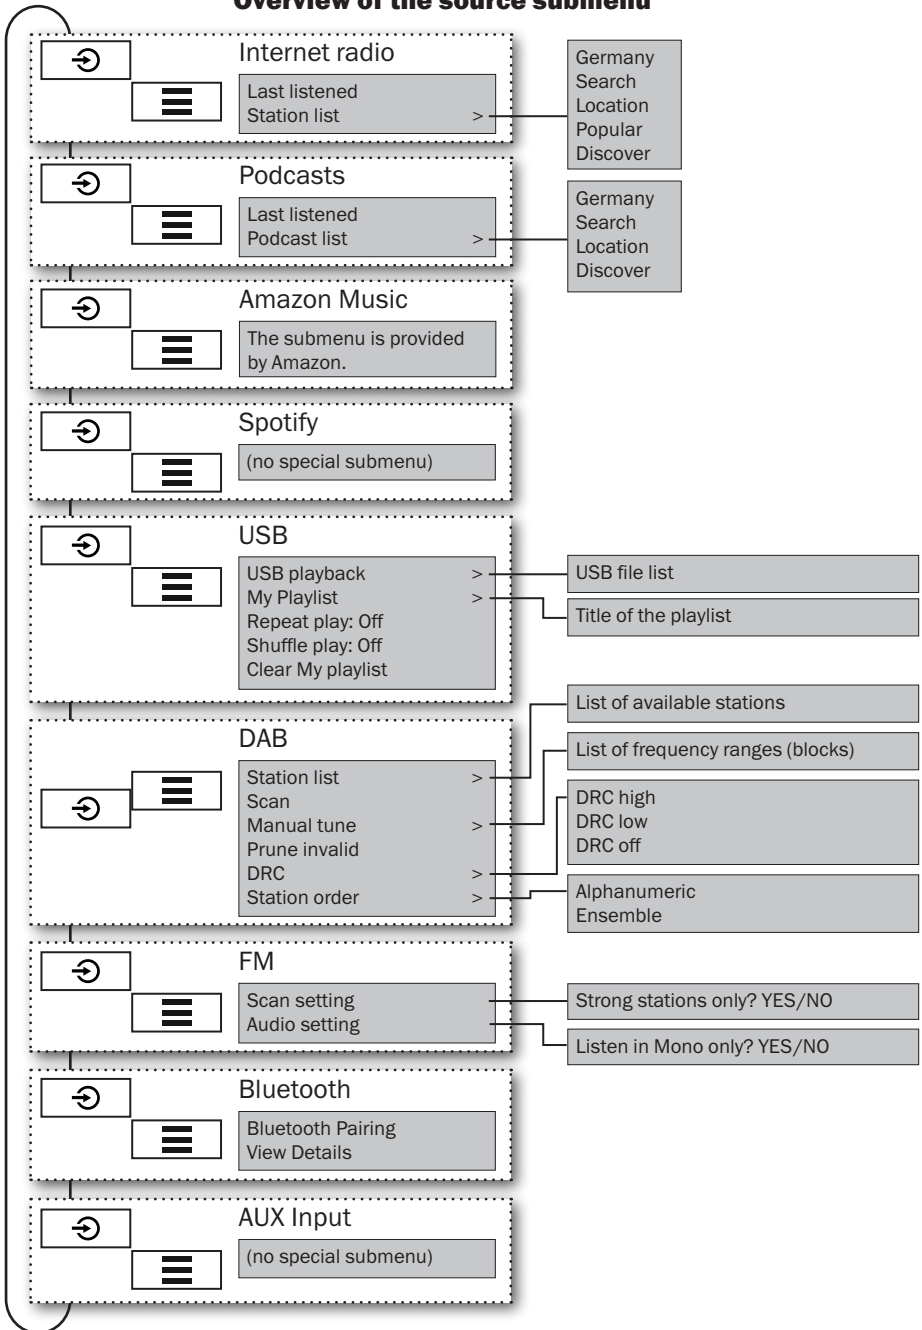 Overview of the source submenu
Internet radio
Last listened
Station list >
Germany
Search
Location
Popular
Discover
Podcasts
Last listened
Podcast list >
Germany
Search
Location
Discover
Amazon Music
The submenu is provided
by Amazon.
Spotify
(no special submenu)
USB
USB playback >
My Playlist >
Repeat play: Off
Shuffle play: Off
Clear My playlist
USB file list
Title of the playlist
DAB
Station list >
Scan
Manual tune >
Prune invalid
DRC >
Station order >
List of available stations
List of frequency ranges (blocks)
DRC high
DRC low
DRC off
Alphanumeric
Ensemble
FM
Scan setting
Audio setting
Strong stations only? YES/NO
Listen in Mono only? YES/NO
Bluetooth
Bluetooth Pairing
View Details
AUX Input
(no special submenu)